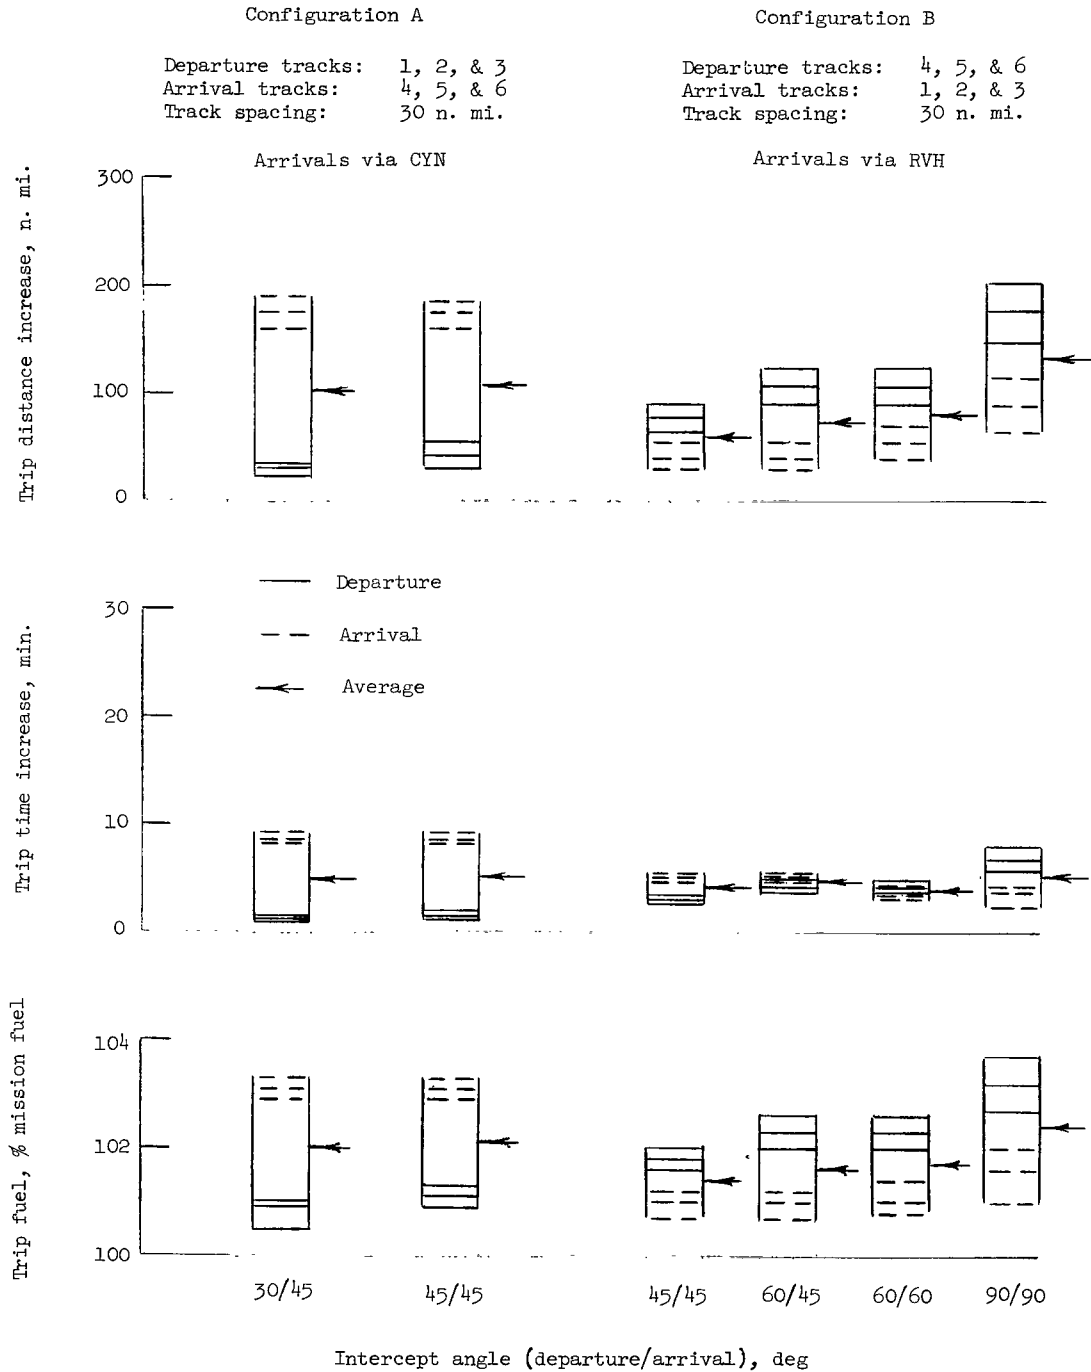 Configuration A
Departure tracks: 1, 2, & 3
Arrival tracks: 4, 5, & 6
Track spacing: 30 n. mi.
Arrivals via CYN
Configuration B
Departure tracks: 4, 5, & 6
Arrival tracks: 1, 2, & 3
Track spacing: 30 n. mi.
Arrivals via RVH
Trip distance increase, n. mi.
300
200
100
0
Departure
Arrival
Average
Trip time increase, min.
30
20
10
0
Trip fuel, % mission fuel
104
102
100
30/45 45/45 45/45 60/45 60/60 90/90
Intercept angle (departure/arrival), deg